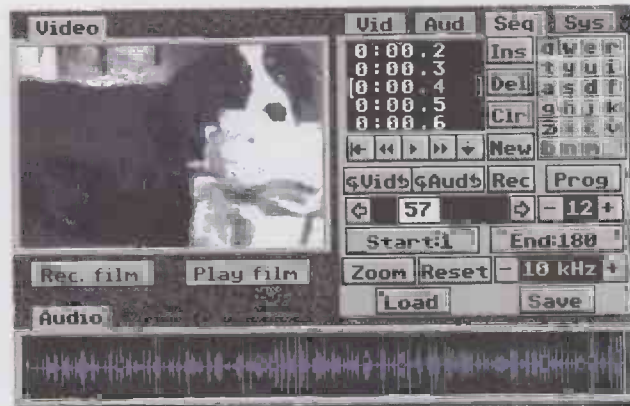 Video
Vid Aud Seq Sys
0:00.2
0:00.3
[0:00.4 ]
0:00.5
0:00.6
Ins
Del
Clr
New
q w e r
t y u i
a s d f
g h j k
b n m
Vid Aud Rec Prog
57
- 12 +
Start:1 End:180
Rec. film Play film
Zoom Reset - 10 kHz +
Load Save
Audio